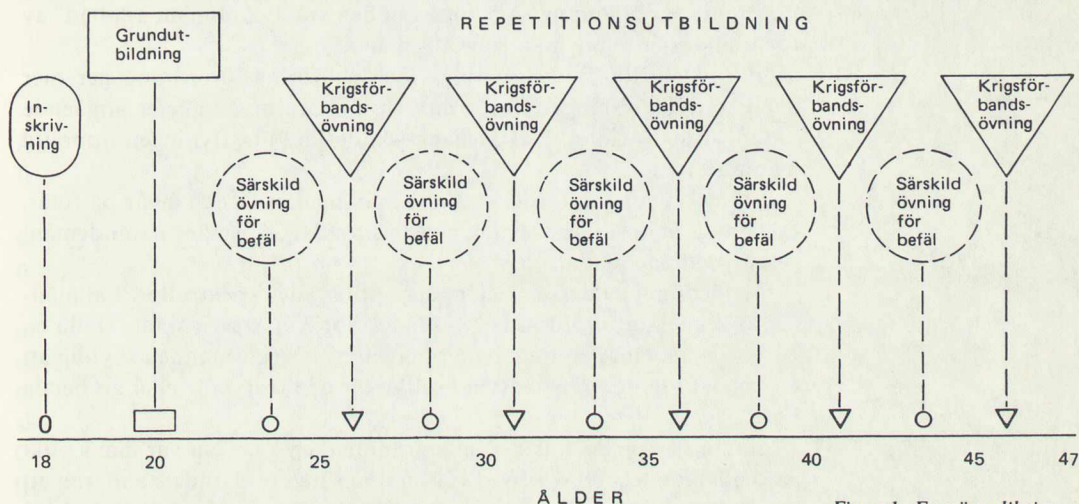 REPETITIONSUTBILDNING
Grundut-
bildning
In-
skriv-
ning
Krigsför-
bands-
övning
Krigsför-
bands-
övning
Krigsför-
bands-
övning
Krigsför-
bands-
övning
Krigsför-
bands-
övning
Särskild
övning
för
befäl
Särskild
övning
för
befäl
Särskild
övning
för
befäl
Särskild
övning
för
befäl
Särskild
övning
för
befäl
18 20 25 30 35 40 45 47
ÅLDER